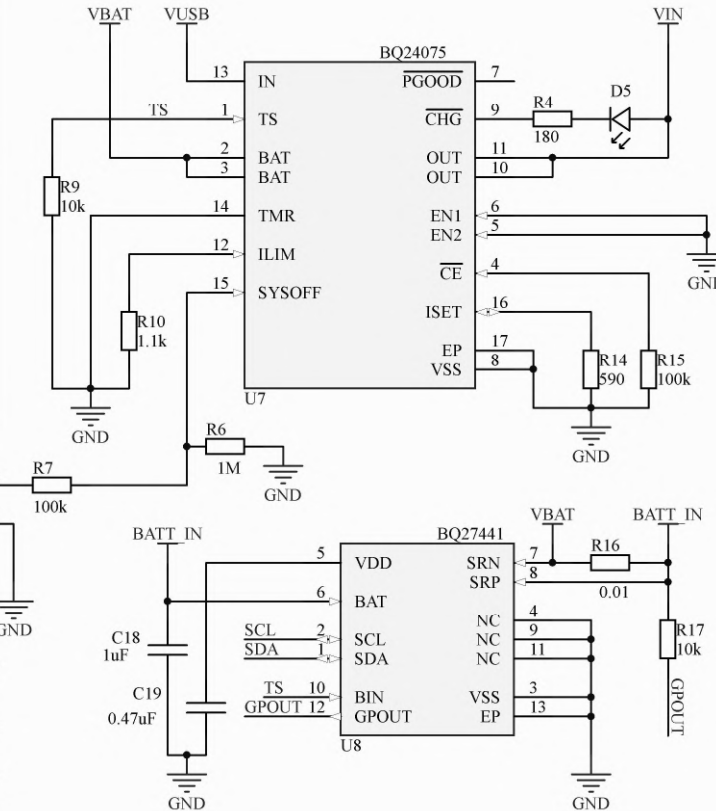 VBAT
VUSB
VIN
BQ24075
13 IN
PGOOD 7
TS 1 TS
CHG 9
R4
180
D5
2 BAT
OUT 11
3 BAT
OUT 10
R9
10k
14 TMR
EN1 6
EN2 5
12 ILIM
CE 4
15 SYSOFF
ISET 16
R10
1.1k
EP 17
VSS 8
R14
590
R15
100k
GND
U7
GND
GND
R6
1M
GND
R7
100k
GND
BATT_IN
BQ27441
VBAT
BATT_IN
5 VDD
SRN 7
R16
0.01
SRP 8
6 BAT
NC 4
SCL 2 SCL
NC 9
SDA 1 SDA
NC 11
C18
1uF
R17
10k
C19
0.47uF
TS 10 BIN
VSS 3
GPOUT 12 GPOUT
EP 13
GPOUT
U8
GND
GND